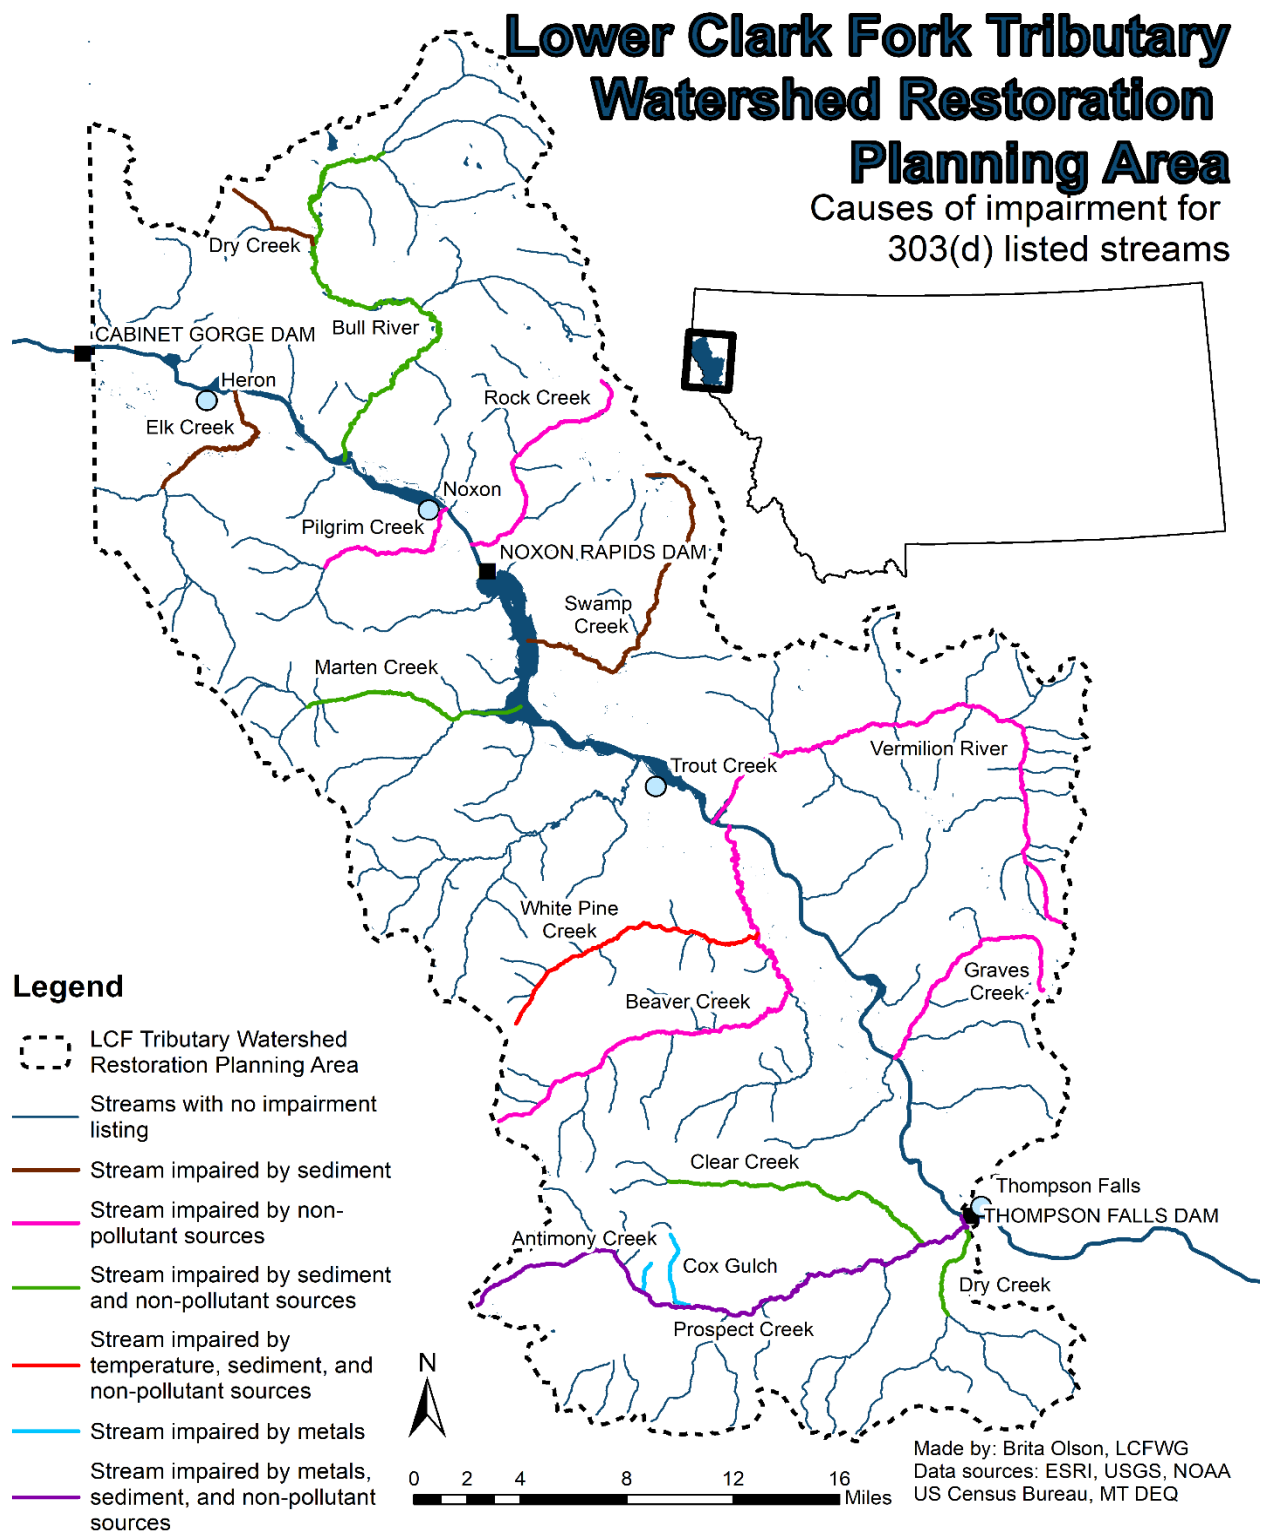 Lower Clark Fork Tributary
Watershed Restoration
Planning Area
Causes of impairment for
303(d) listed streams
Dry Creek
Bull River
CABINET GORGE DAM
Heron
Elk Creek
Rock Creek
Noxon
Pilgrim Creek
NOXON RAPIDS DAM
Swamp
Creek
Marten Creek
Vermilion River
Trout Creek
White Pine
Creek
Graves
Creek
Beaver Creek
Clear Creek
Thompson Falls
THOMPSON FALLS DAM
Antimony Creek
Cox Gulch
Dry Creek
Prospect Creek
Legend
LCF Tributary Watershed
Restoration Planning Area
Streams with no impairment
listing
Stream impaired by sediment
Stream impaired by non-
pollutant sources
Stream impaired by sediment
and non-pollutant sources
Stream impaired by
temperature, sediment, and
non-pollutant sources
Stream impaired by metals
Stream impaired by metals,
sediment, and non-pollutant
sources
N
0 2 4 8 12 16
Miles
Made by: Brita Olson, LCFWG
Data sources: ESRI, USGS, NOAA
US Census Bureau, MT DEQ